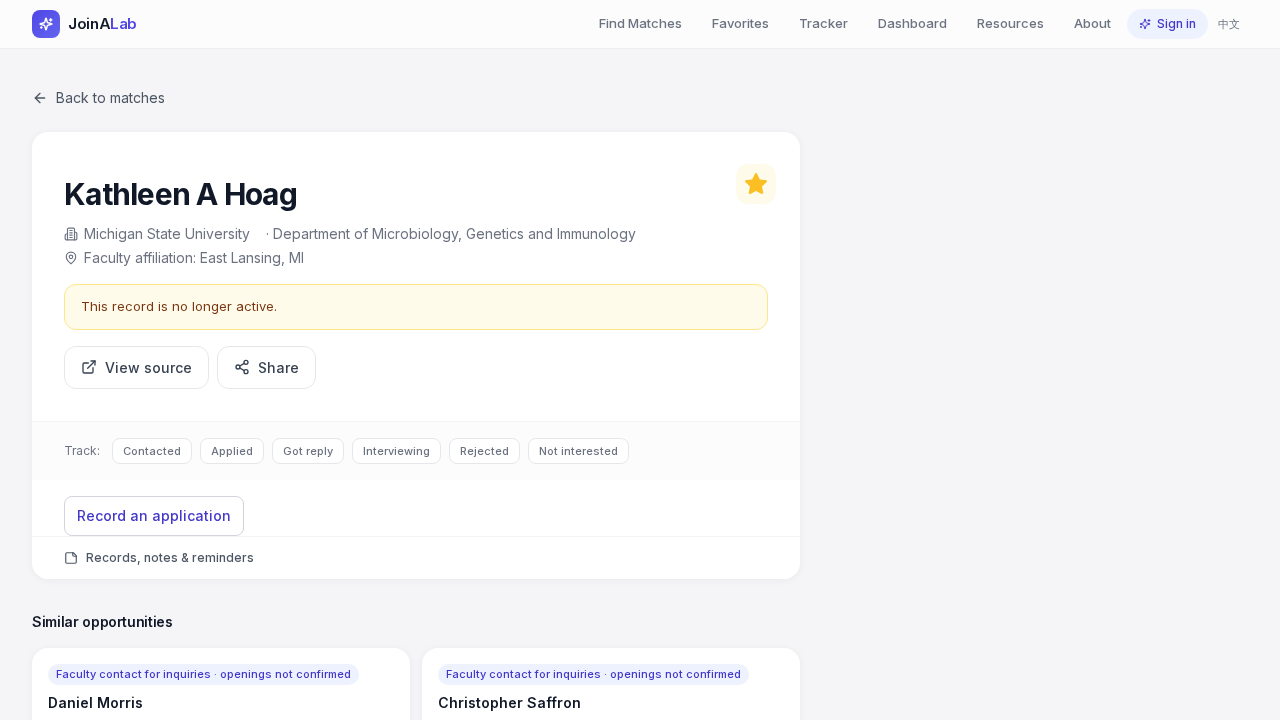 JoinALab
Find Matches
Favorites
Tracker
Dashboard
Resources
About
Sign in
中文
Back to matches
Kathleen A Hoag
Michigan State University · Department of Microbiology, Genetics and Immunology
Faculty affiliation: East Lansing, MI
This record is no longer active.
View source
Share
Track:
Contacted
Applied
Got reply
Interviewing
Rejected
Not interested
Record an application
Records, notes & reminders
Similar opportunities
Faculty contact for inquiries · openings not confirmed
Daniel Morris
Faculty contact for inquiries · openings not confirmed
Christopher Saffron